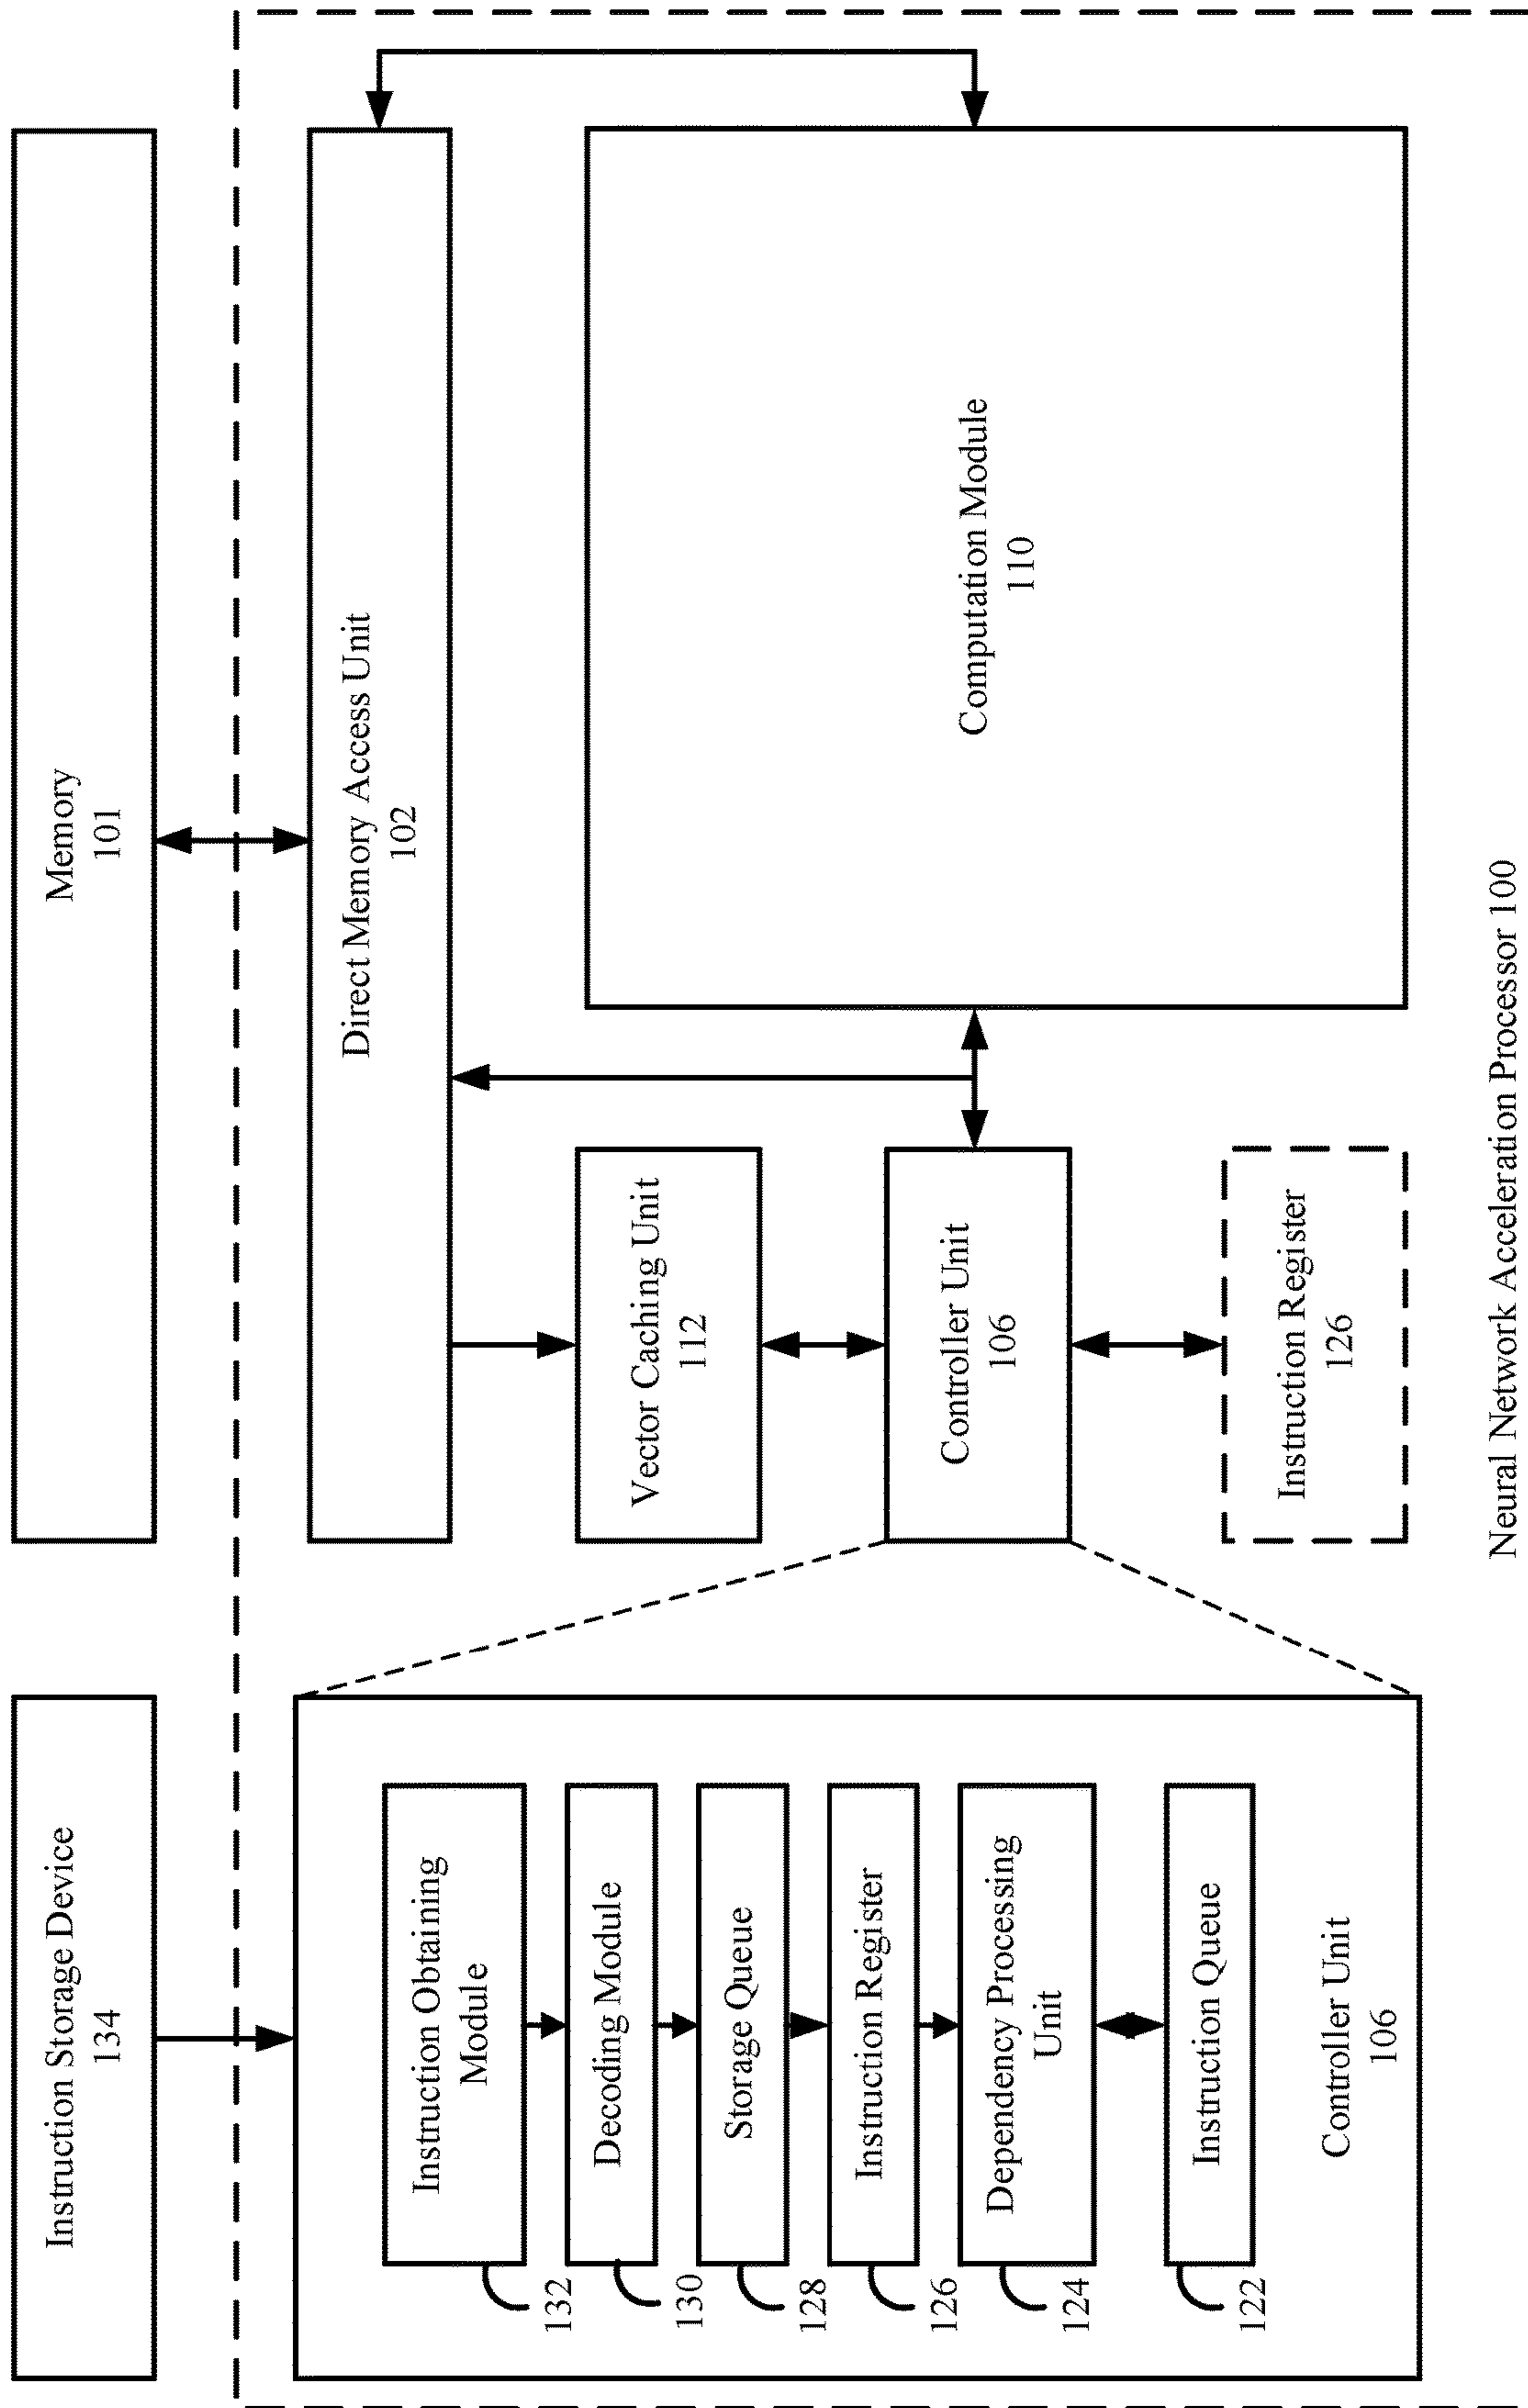 Instruction Storage Device
134
Memory
101
Instruction Obtaining
Module
132
Decoding Module
130
Storage Queue
128
Instruction Register
126
Dependency Processing
Unit
124
Instruction Queue
122
Controller Unit
106
Direct Memory Access Unit
102
Vector Caching Unit
112
Controller Unit
106
Instruction Register
126
Computation Module
110
Neural Network Acceleration Processor 100